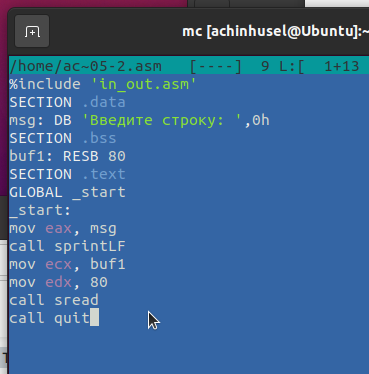 mc [achinhusel@Ubuntu]:~
/home/ac~05-2.asm [----] 9 L:[ 1+13
%include 'in_out.asm'
SECTION .data
msg: DB 'Введите строку: ',0h
SECTION .bss
buf1: RESB 80
SECTION .text
GLOBAL _start
_start:
mov eax, msg
call sprintLF
mov ecx, buf1
mov edx, 80
call sread
call quit